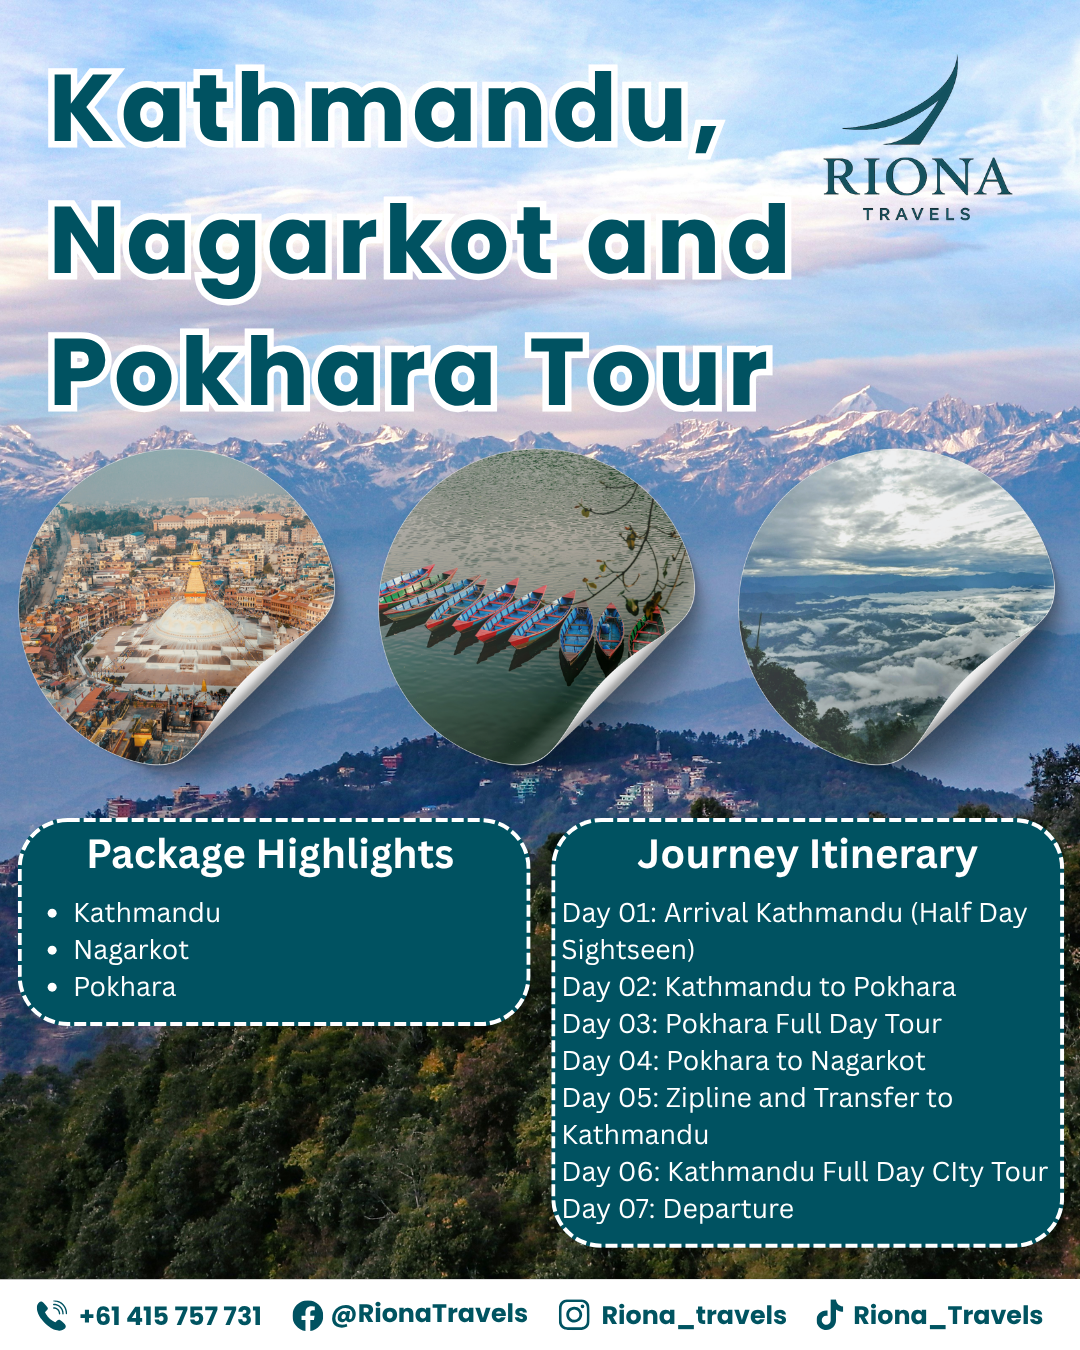 Kathmandu,
Nagarkot and
Pokhara Tour
RIONA
TRAVELS
Package Highlights
• Kathmandu
• Nagarkot
• Pokhara
Journey Itinerary
Day 01: Arrival Kathmandu (Half Day
Sightseen)
Day 02: Kathmandu to Pokhara
Day 03: Pokhara Full Day Tour
Day 04: Pokhara to Nagarkot
Day 05: Zipline and Transfer to
Kathmandu
Day 06: Kathmandu Full Day CIty Tour
Day 07: Departure
+61 415 757 731
@RionaTravels
Riona_travels
Riona_Travels